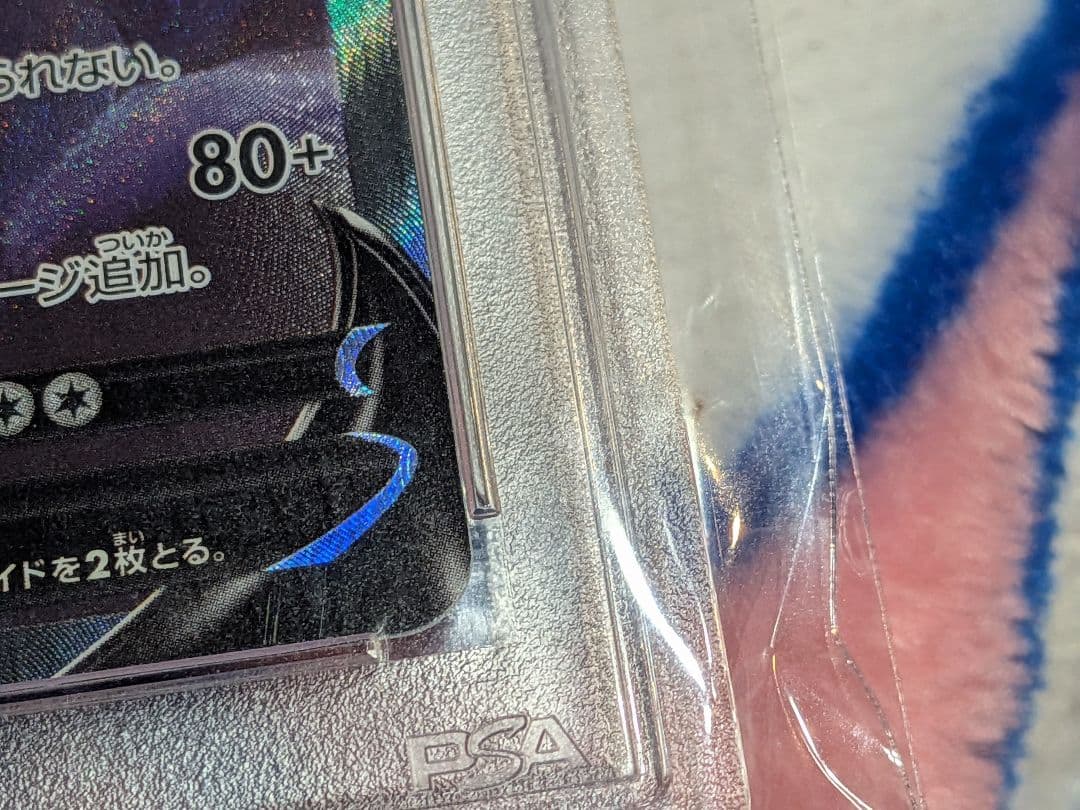 られない。
80+
ージ追加。
ついか
イドを2枚とる。
まい
PSA